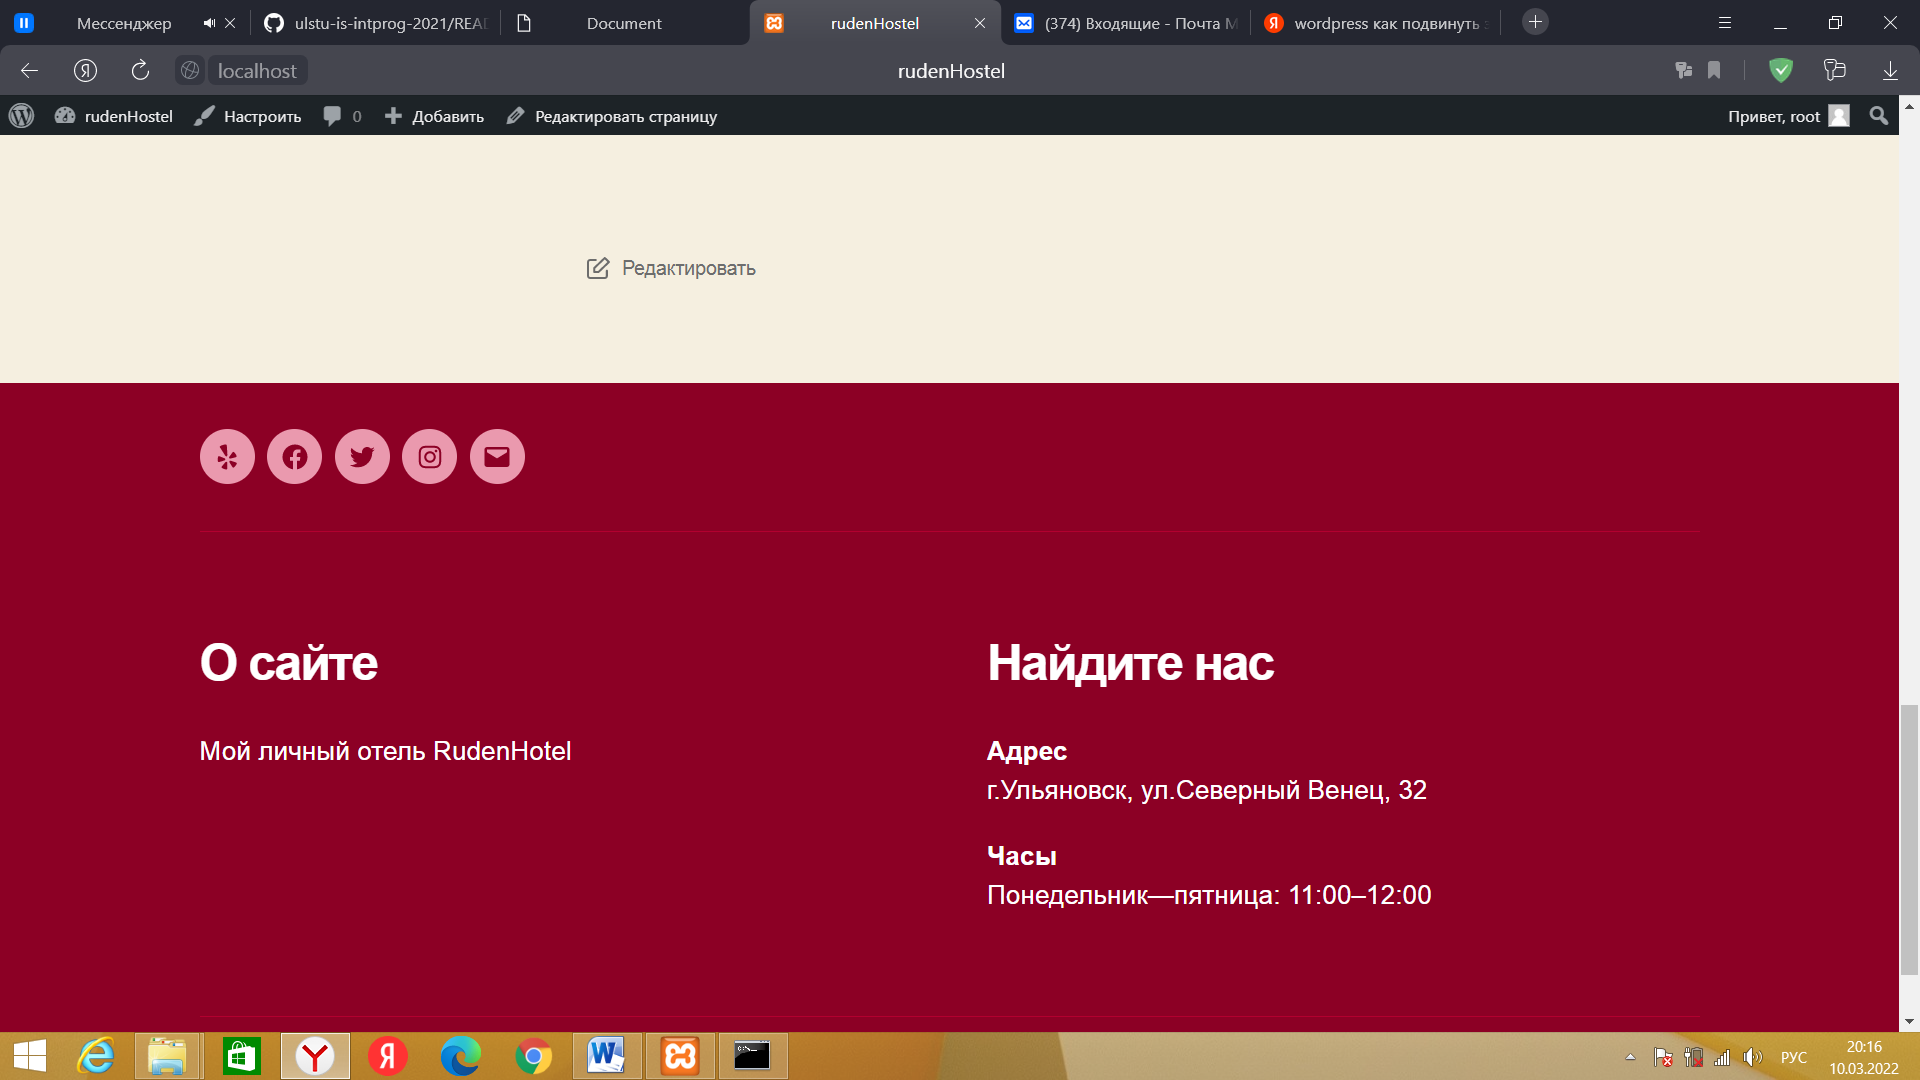 Мессенджер
ulstu-is-intprog-2021/REA
Document
rudenHostel
(374) Входящие - Почта M
wordpress как подвинуть
localhost
rudenHostel
rudenHostel
Настроить
0
Добавить
Редактировать страницу
Привет, root
Редактировать
О сайте
Мой личный отель RudenHotel
Найдите нас
Адрес
г.Ульяновск, ул.Северный Венец, 32
Часы
Понедельник—пятница: 11:00–12:00
РУС
20:16
10.03.2022